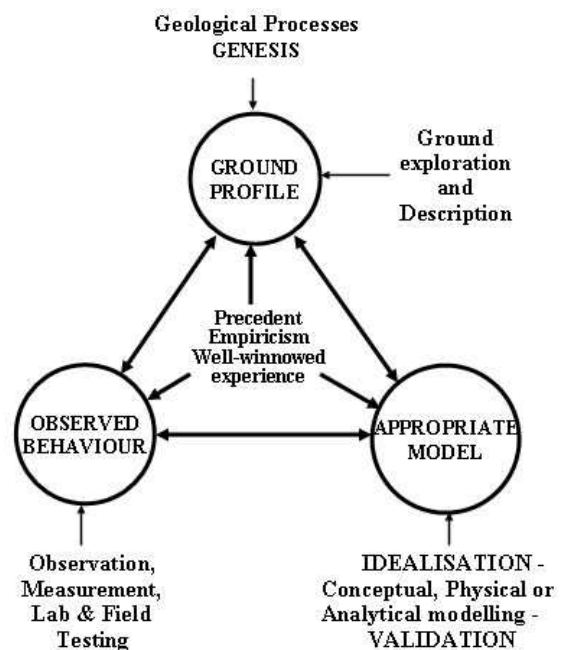 Geological Processes
GENESIS
GROUND
PROFILE
Ground
exploration
and
Description
Precedent
Empiricism
Well-winnowed
experience
OBSERVED
BEHAVIOUR
APPROPRIATE
MODEL
Observation,
Measurement,
Lab & Field
Testing
IDEALISATION -
Conceptual, Physical or
Analytical modelling -
VALIDATION